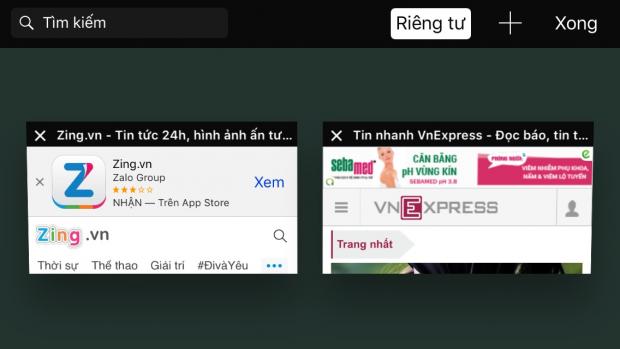 Tìm kiếm
Riêng tư
Xong
Zing.vn - Tin tức 24h, hình ảnh ấn tư...
Zing.vn
Zalo Group
NHẬN — Trên App Store
Xem
Zing.vn
Thời sự Thể thao Giải trí #ĐivàYêu
Tin nhanh VnExpress - Đọc báo, tin t...
sebamed
CÂN BẰNG
pH VÙNG KÍN
SEBAMED pH 3.8
PHÒNG NGỪA
VIÊM NHIỄM PHỤ KHOA,
NẤM & VIÊM LỘ TUYẾN!
VNEXPRESS
Trang nhất